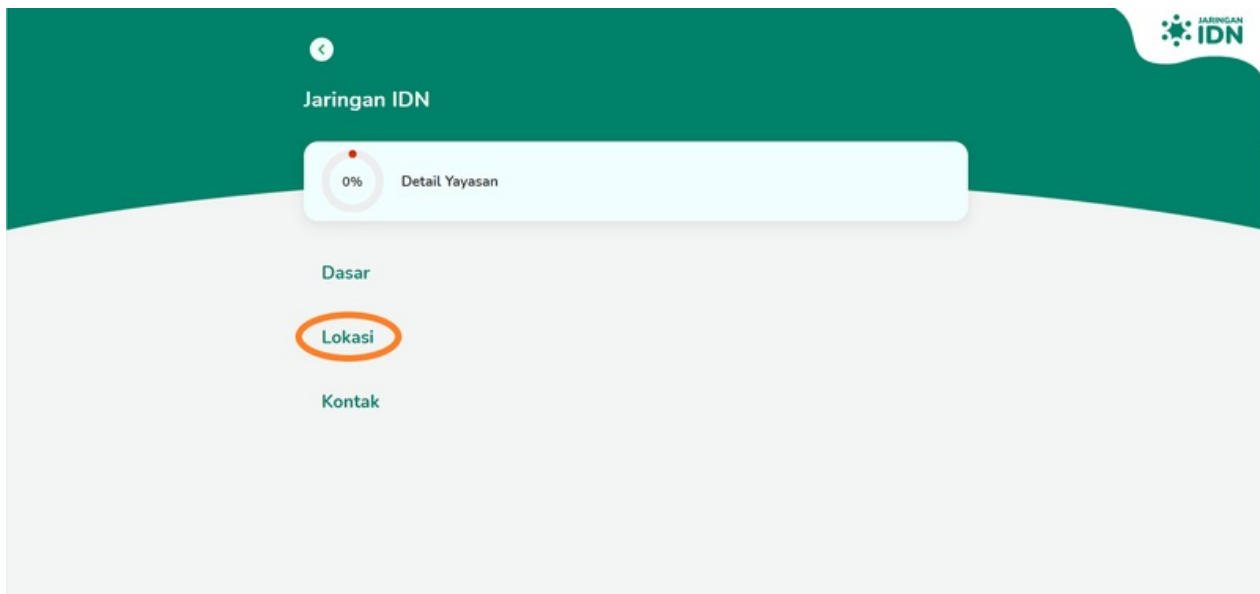 JARINGAN
IDN
Jaringan IDN
0%
Detail Yayasan
Dasar
Lokasi
Kontak